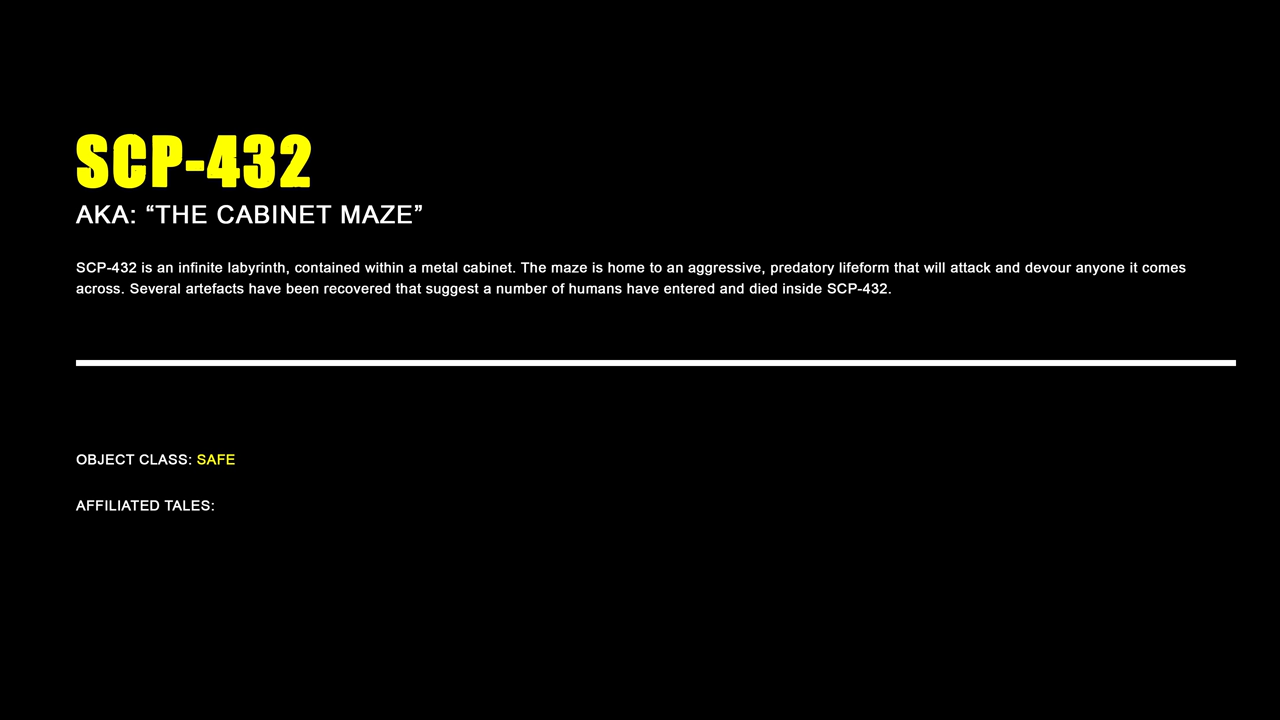 SCP-432
AKA: “THE CABINET MAZE”
SCP-432 is an infinite labyrinth, contained within a metal cabinet. The maze is home to an aggressive, predatory lifeform that will attack and devour anyone it comes
across. Several artefacts have been recovered that suggest a number of humans have entered and died inside SCP-432.
OBJECT CLASS: SAFE
AFFILIATED TALES: